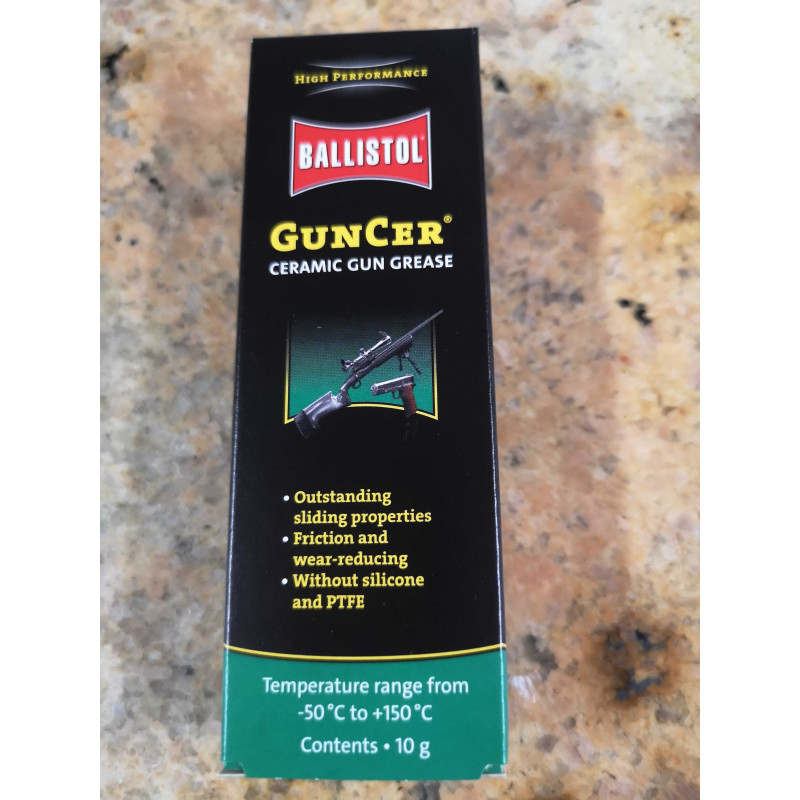 HIGH PERFORMANCE
BALLISTOL®
GUNCER®
CERAMIC GUN GREASE
• Outstanding
sliding properties
• Friction and
wear-reducing
• Without silicone
and PTFE
Temperature range from
-50°C to +150°C
Contents • 10 g